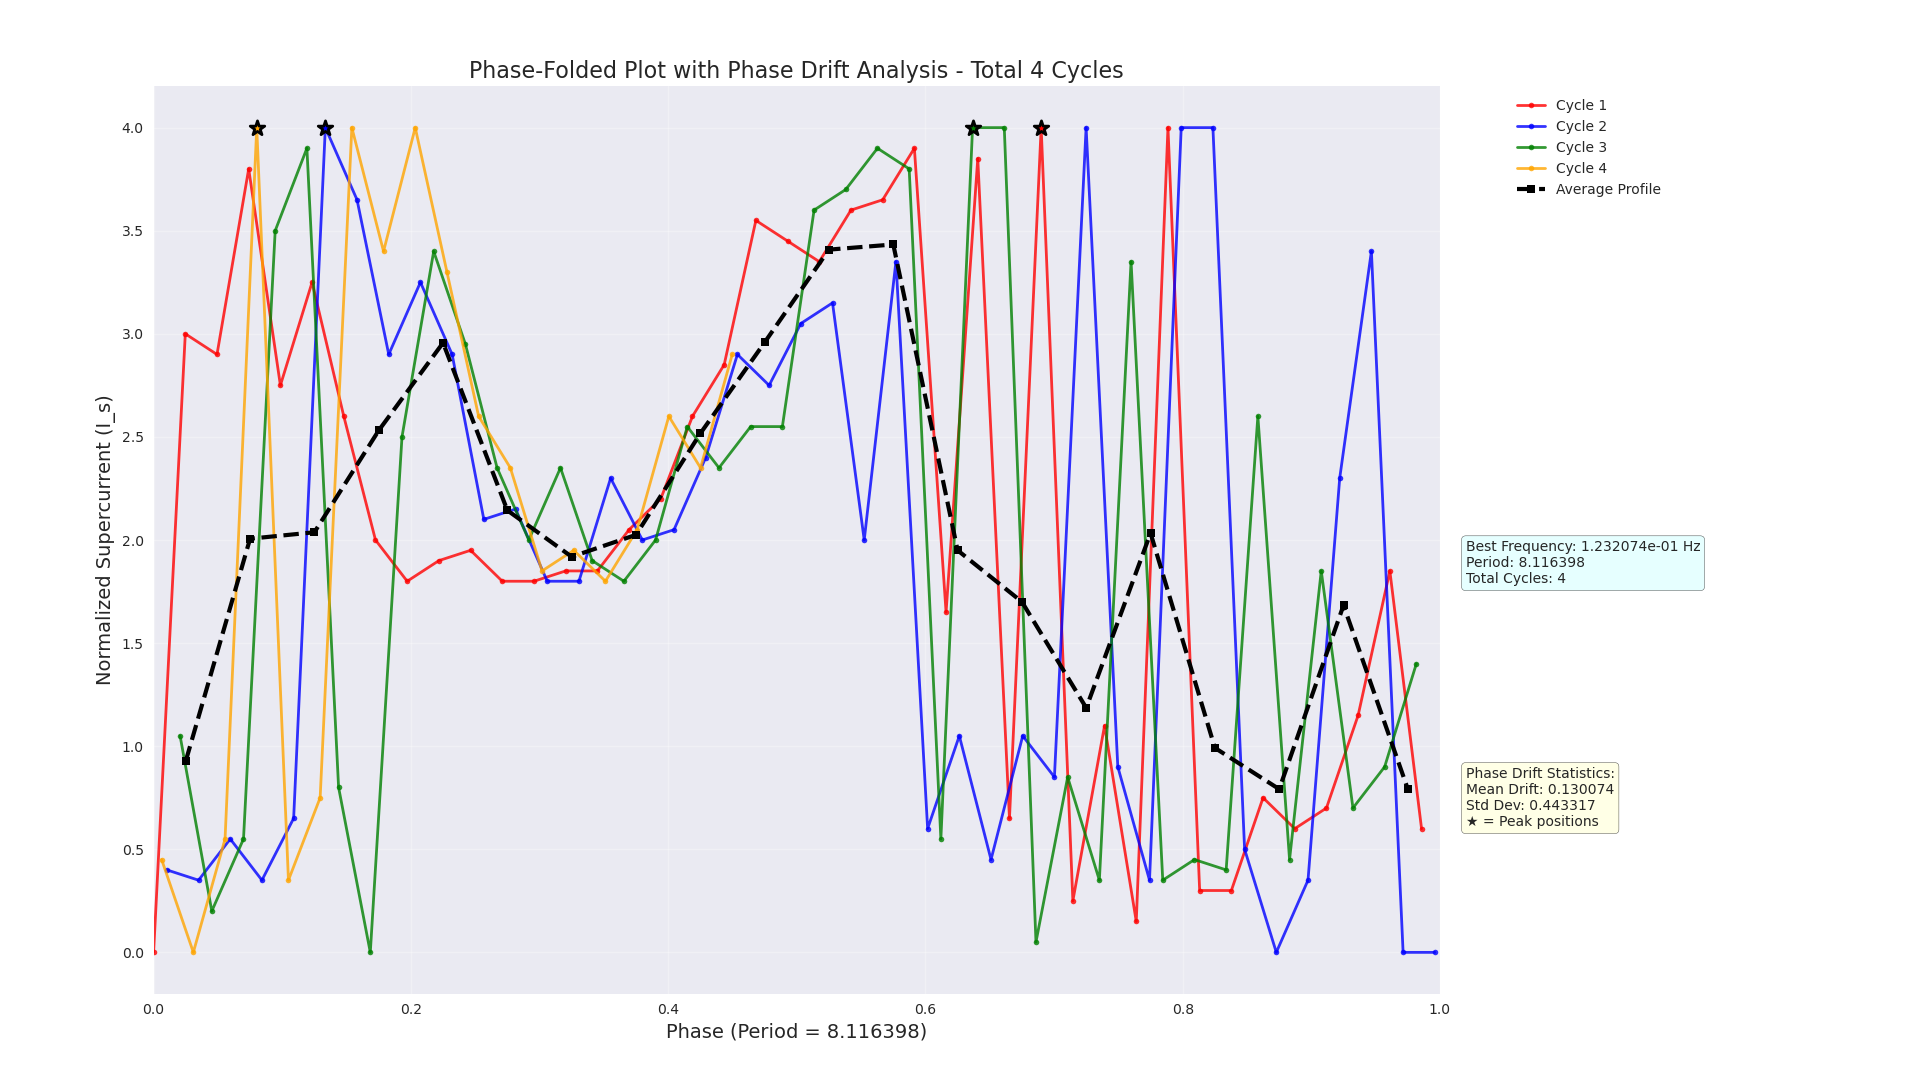 Phase-Folded Plot with Phase Drift Analysis - Total 4 Cycles
Normalized Supercurrent (I_s)
4.0
3.5
3.0
2.5
2.0
1.5
1.0
0.5
0.0
0.0
0.2
0.4
0.6
0.8
1.0
Phase (Period = 8.116398)
Cycle 1
Cycle 2
Cycle 3
Cycle 4
Average Profile
Best Frequency: 1.232074e-01 Hz
Period: 8.116398
Total Cycles: 4
Phase Drift Statistics:
Mean Drift: 0.130074
Std Dev: 0.443317
★ = Peak positions